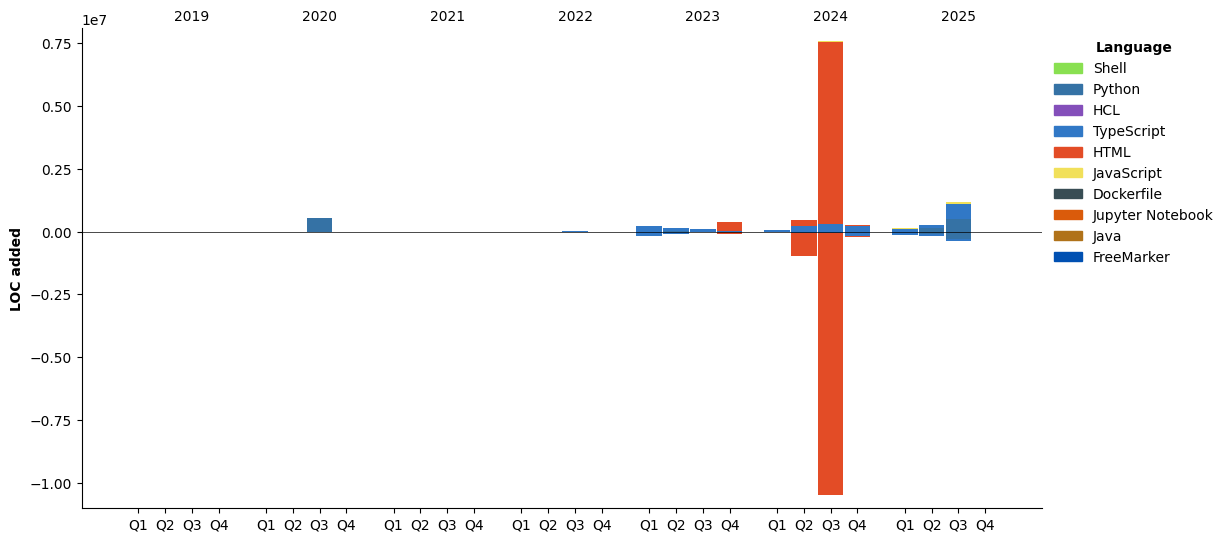 2019 2020 2021 2022 2023 2024 2025
1e7
0.75
0.50
0.25
0.00
−0.25
−0.50
−0.75
−1.00
LOC added
Q1 Q2 Q3 Q4 Q1 Q2 Q3 Q4 Q1 Q2 Q3 Q4 Q1 Q2 Q3 Q4 Q1 Q2 Q3 Q4 Q1 Q2 Q3 Q4 Q1 Q2 Q3 Q4
Language
Shell
Python
HCL
TypeScript
HTML
JavaScript
Dockerfile
Jupyter Notebook
Java
FreeMarker